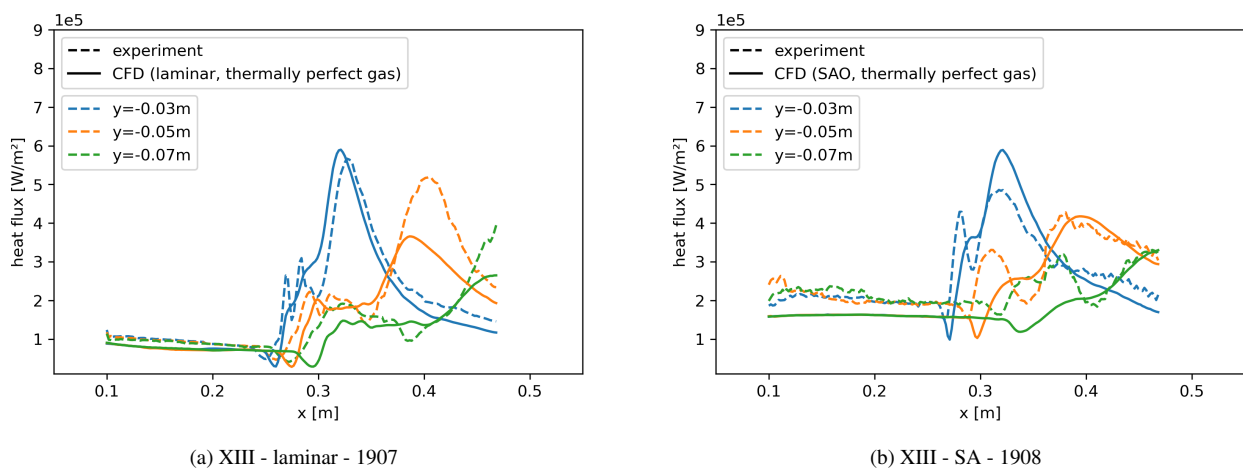 1e5
9
8
7
6
5
4
3
2
1
heat flux [W/m²]
experiment
CFD (laminar, thermally perfect gas)
y=-0.03m
y=-0.05m
y=-0.07m
0.1 0.2 0.3 0.4 0.5
x [m]
(a) XIII - laminar - 1907
1e5
9
8
7
6
5
4
3
2
1
heat flux [W/m²]
experiment
CFD (SAO, thermally perfect gas)
y=-0.03m
y=-0.05m
y=-0.07m
0.1 0.2 0.3 0.4 0.5
x [m]
(b) XIII - SA - 1908